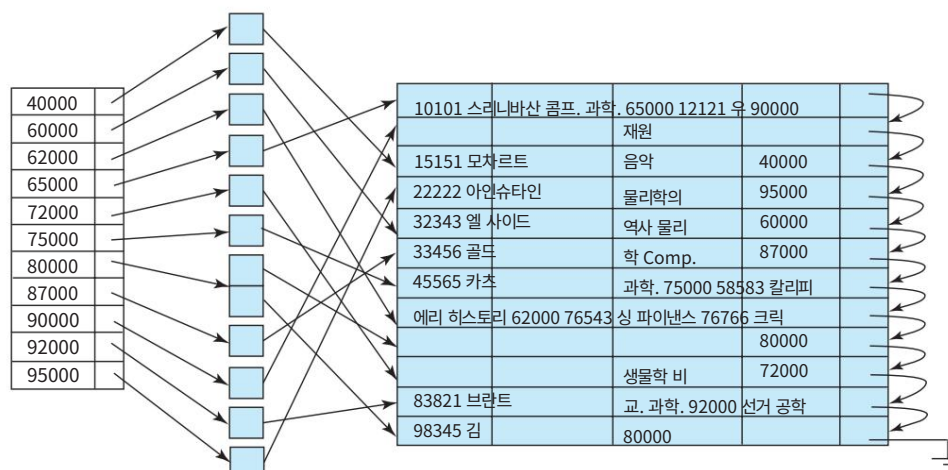 40000
60000
62000
65000
72000
75000
80000
87000
90000
92000
95000
10101 스리니바산 콤프. 과학. 65000 12121 우 90000
재원
15151 모차르트 음악 40000
22222 아인슈타인 물리학의 95000
32343 엘 사이드 역사 물리 60000
33456 골드 학 Comp. 87000
45565 카츠 과학. 75000 58583 칼리피
에리 히스토리 62000 76543 싱 파이낸스 76766 크릭
80000
생물학 비 72000
83821 브란트 교. 과학. 92000 선거 공학
98345 김 80000